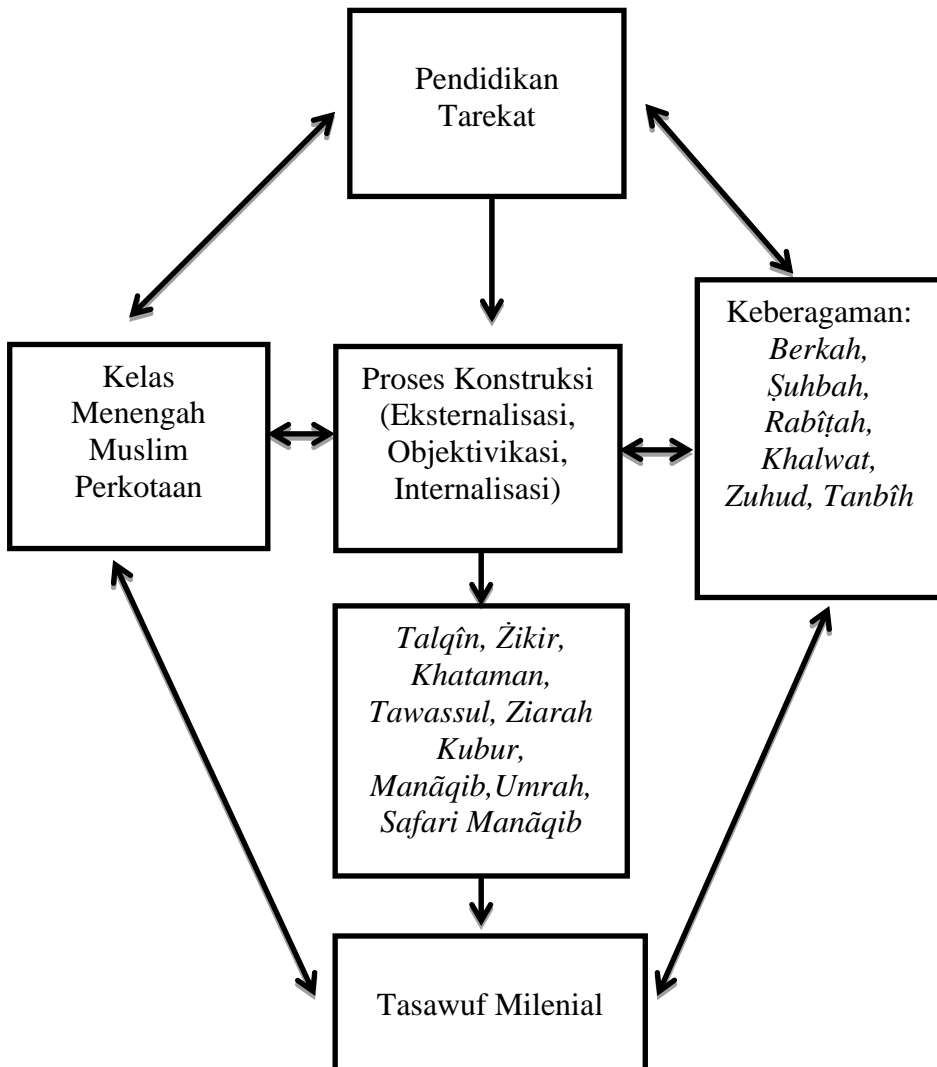 Pendidikan
Tarekat
Kelas
Menengah
Muslim
Perkotaan
Proses Konstruksi
(Eksternalisasi,
Objektivikasi,
Internalisasi)
Keberagaman:
Berkah,
Ṣuhbah,
Rabîṭah,
Khalwat,
Zuhud, Tanbîh
Talqîn, Żikir,
Khataman,
Tawassul, Ziarah
Kubur,
Manãqib,Umrah,
Safari Manãqib
Tasawuf Milenial